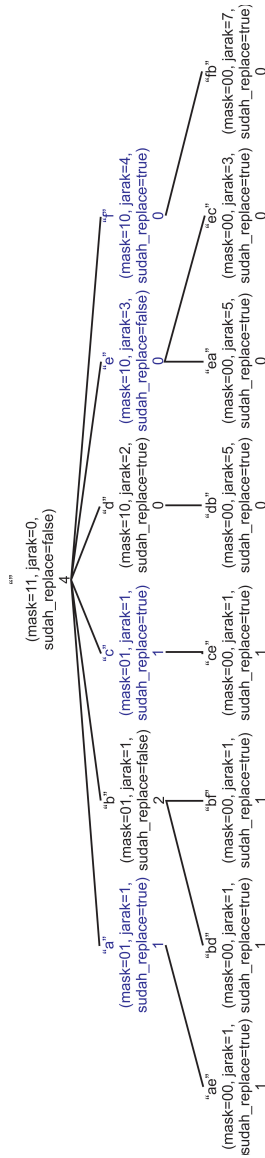 “”
(mask=11, jarak=0,
sudah_replace=false)
4
“a”
(mask=01, jarak=1,
sudah_replace=true)
1
“b”
(mask=01, jarak=1,
sudah_replace=false)
2
“c”
(mask=01, jarak=1,
sudah_replace=true)
1
“d”
(mask=10, jarak=2,
sudah_replace=true)
0
“e”
(mask=10, jarak=3,
sudah_replace=false)
0
“f”
(mask=10, jarak=4,
sudah_replace=true)
0
“ae”
(mask=00, jarak=1,
sudah_replace=true)
1
“bd”
(mask=00, jarak=1,
sudah_replace=true)
1
“bf”
(mask=00, jarak=1,
sudah_replace=true)
1
“ce”
(mask=00, jarak=1,
sudah_replace=true)
1
“db”
(mask=00, jarak=5,
sudah_replace=true)
0
“ea”
(mask=00, jarak=5,
sudah_replace=true)
0
“ec”
(mask=00, jarak=3,
sudah_replace=true)
0
“fb”
(mask=00, jarak=7,
sudah_replace=true)
0